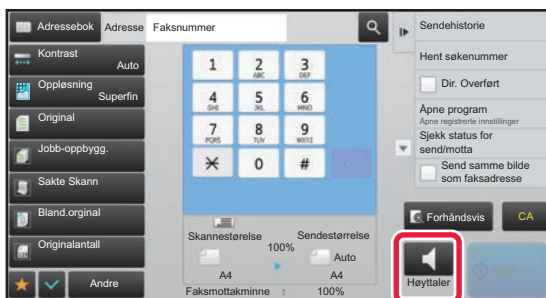 Adressebok
Adresse
Faksnummer
Kontrast
Auto
Oppløsning
Superfin
Original
Jobb-oppbygg.
Sakte Skann
Bland.orginal
Originalantall
Andre
1
2
ABC
3
DEF
4
GHI
5
JKL
6
MNO
7
PQRS
8
TUV
9
WXYZ
0
#
C
Skannestørelse
100%
Sendestørrelse
Auto
A4
A4
Faksmottakminne : 100%
Sendehistorie
Hent søkenummer
Dir. Overført
Åpne program
Åpne registrerte innstillinger
Sjekk status for
send/motta
Send samme bilde
som faksadresse
Forhåndsvis
CA
Høyttaler
Start